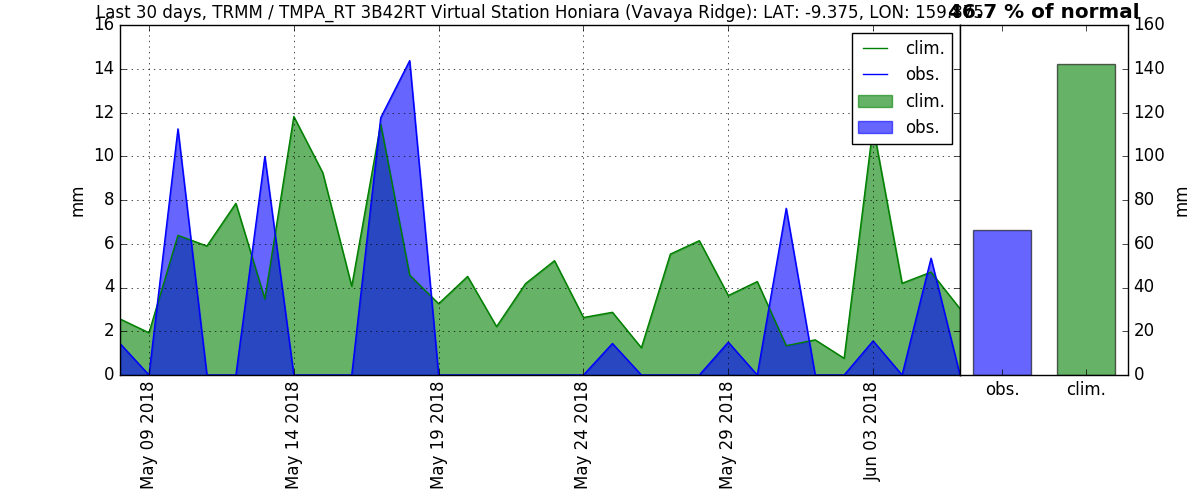 Last 30 days, TRMM / TMPA_RT 3B42RT Virtual Station Honiara (Vavaya Ridge): LAT: -9.375, LON:
46.7 % of normal
16
14
12
10
8
6
4
2
0
mm
clim.
obs.
clim.
obs.
May 09 2018
May 14 2018
May 19 2018
May 24 2018
May 29 2018
Jun 03 2018
160
140
120
100
80
60
40
20
0
mm
obs.
clim.